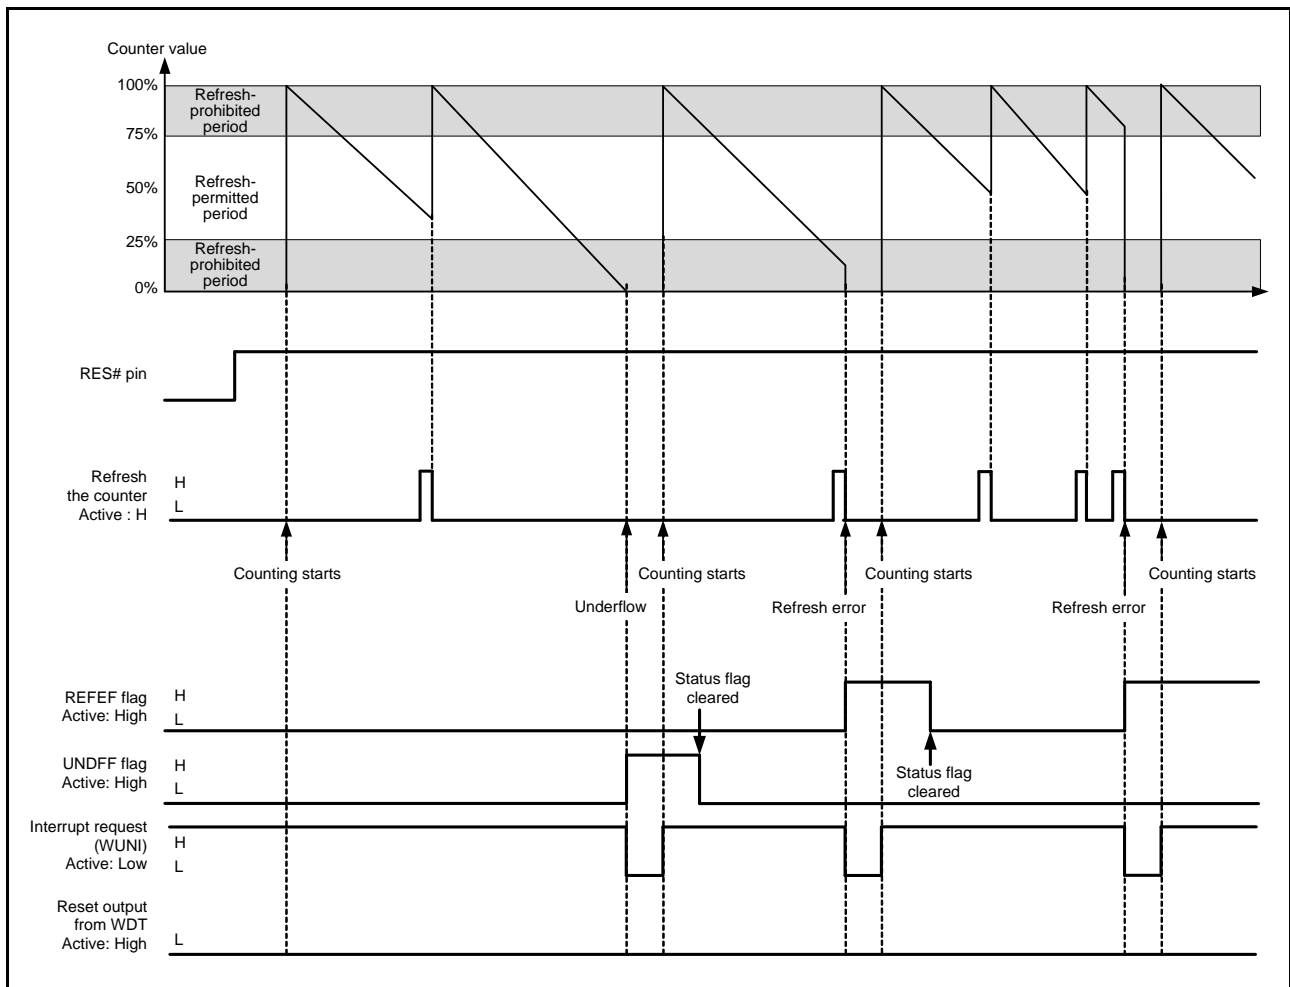 Counter value
100%
Refresh-
prohibited
period
75%
Refresh-
permitted
period
50%
25%
Refresh-
prohibited
period
0%
RES# pin
Refresh
the counter
Active : H
H
L
Counting starts
Counting starts
Counting starts
Counting starts
Underflow
Refresh error
Refresh error
REFEF flag
Active: High
H
L
Status flag
cleared
UNDFF flag
Active: High
H
L
Status flag
cleared
Interrupt request
(WUNI)
Active: Low
H
L
Reset output
from WDT
Active: High
L